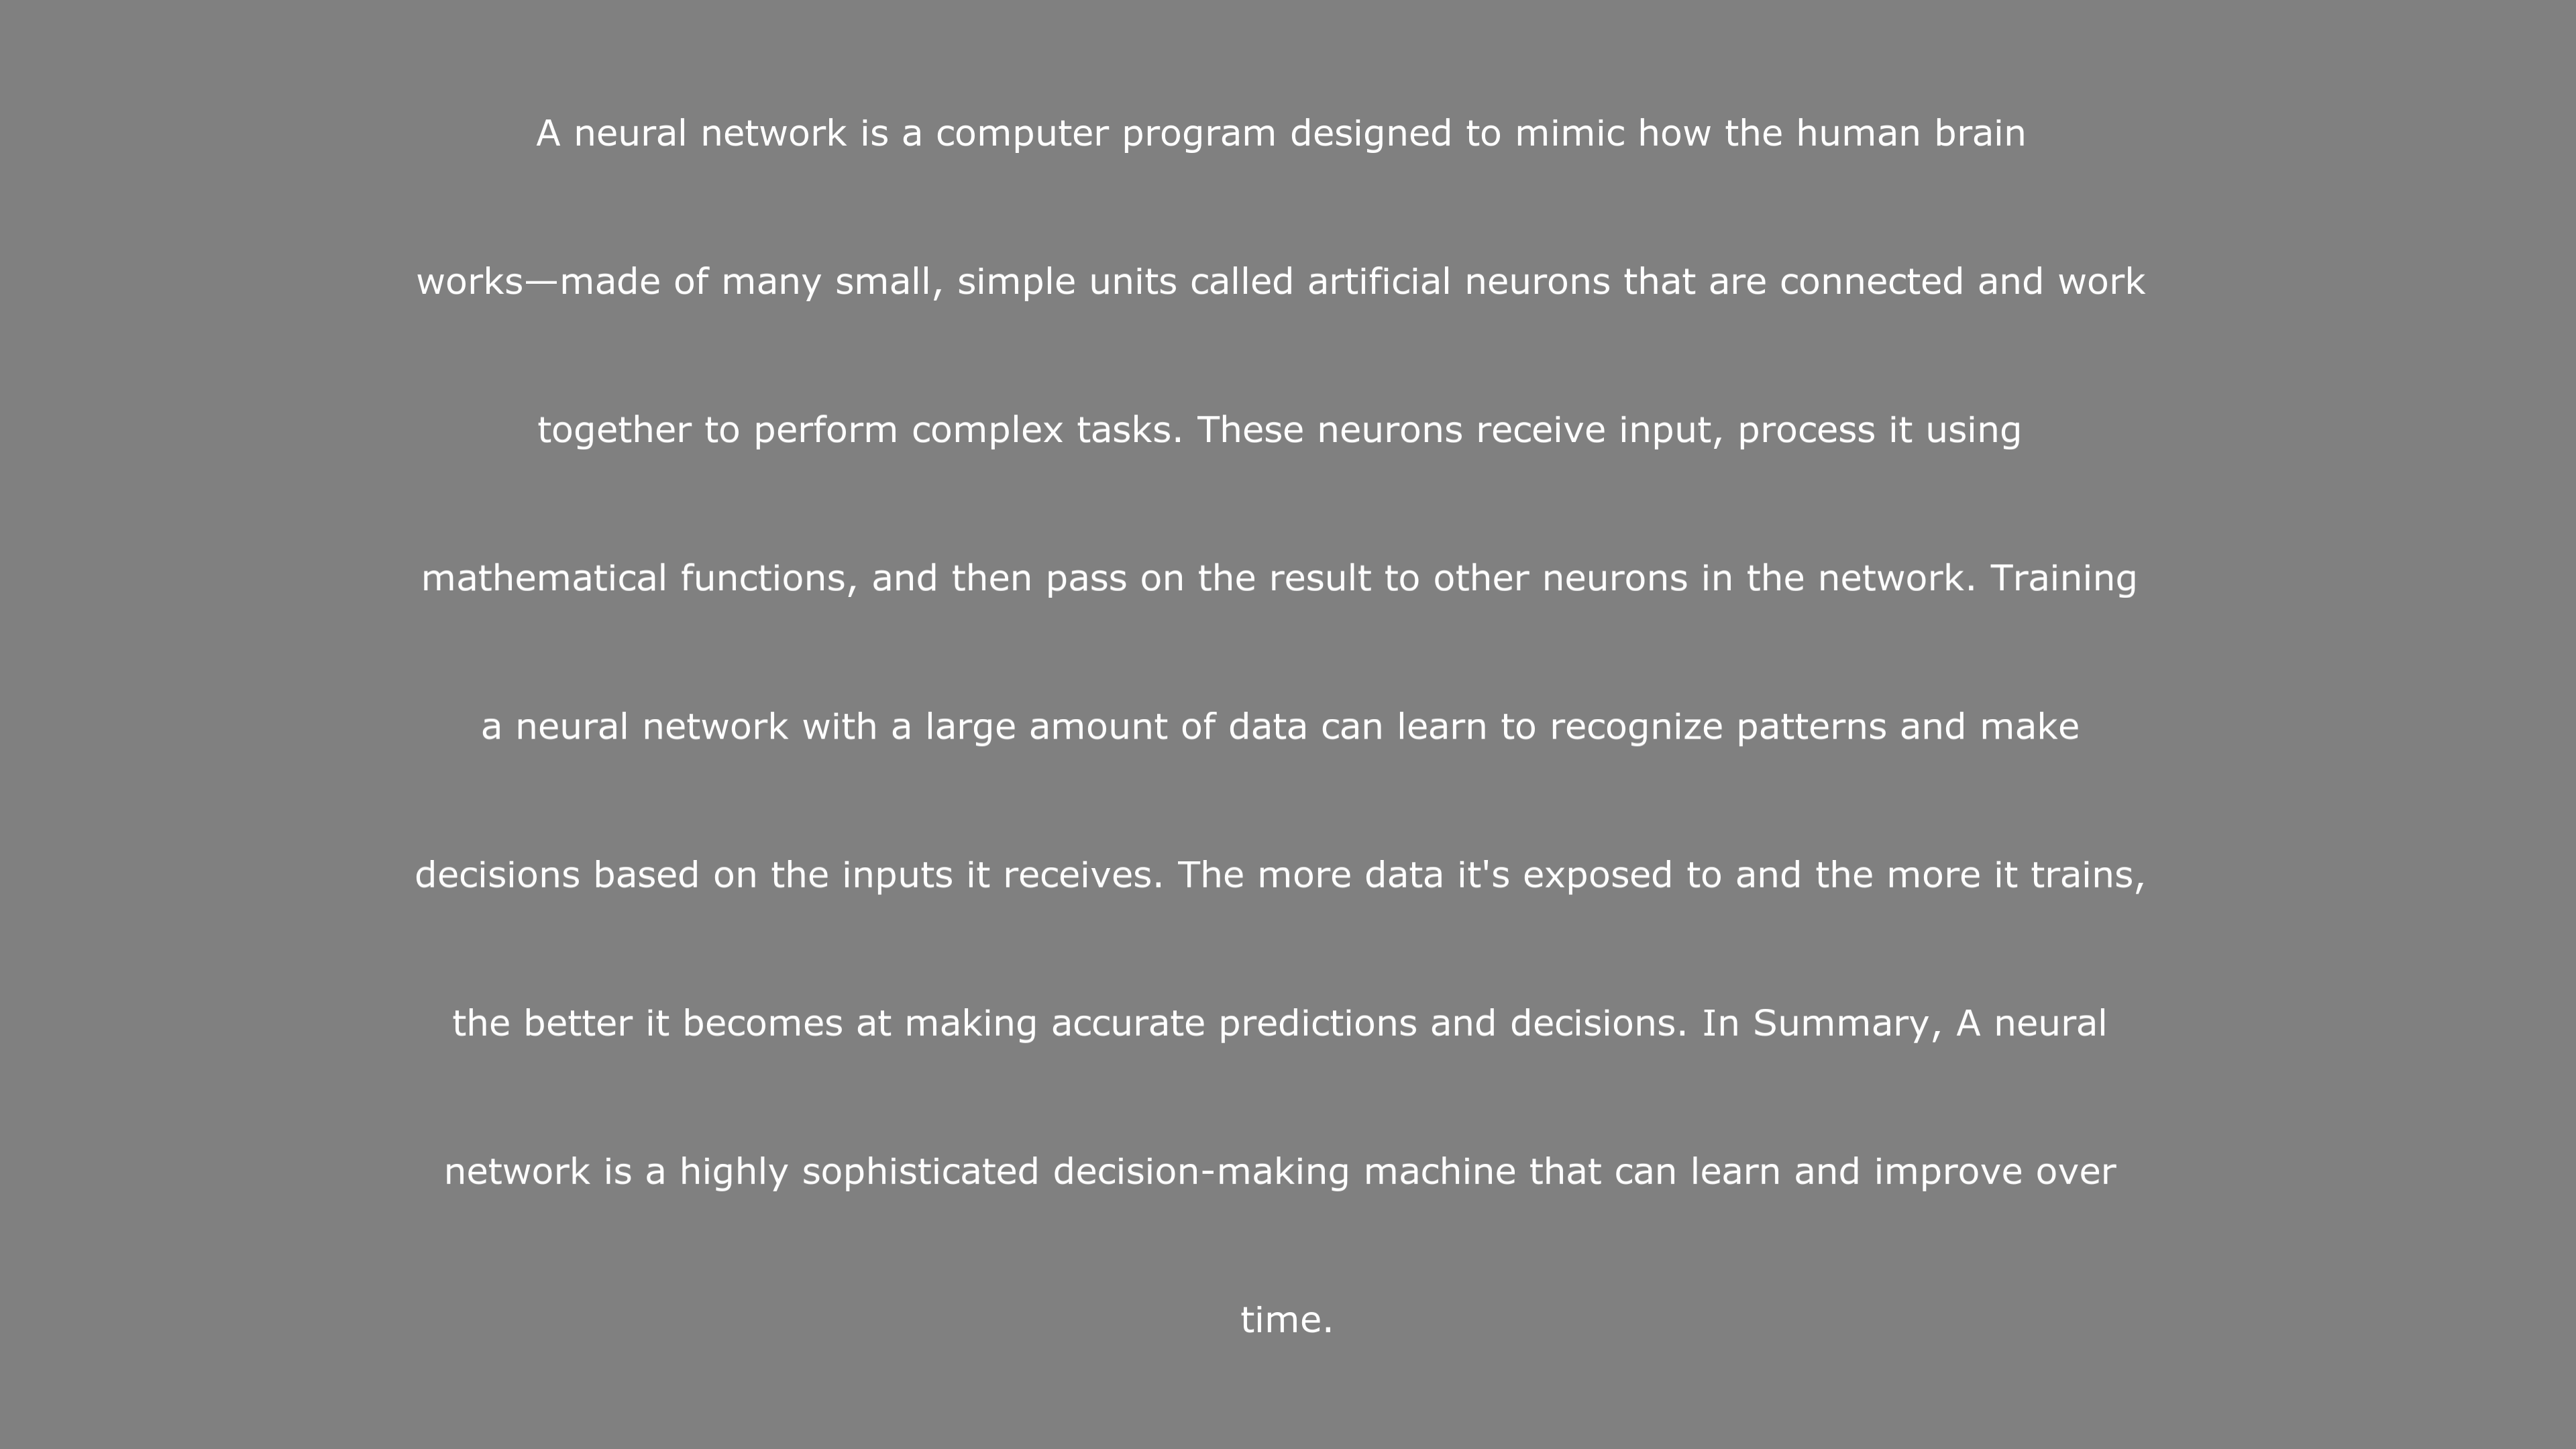 A neural network is a computer program designed to mimic how the human brain
works—made of many small, simple units called artificial neurons that are connected and work
together to perform complex tasks. These neurons receive input, process it using
mathematical functions, and then pass on the result to other neurons in the network. Training
a neural network with a large amount of data can learn to recognize patterns and make
decisions based on the inputs it receives. The more data it's exposed to and the more it trains,
the better it becomes at making accurate predictions and decisions. In Summary, A neural
network is a highly sophisticated decision-making machine that can learn and improve over
time.